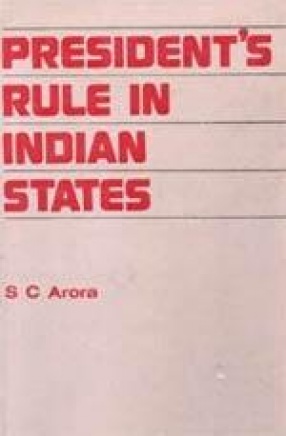 PRESIDENT'S
RULE IN
INDIAN
STATES
S C Arora